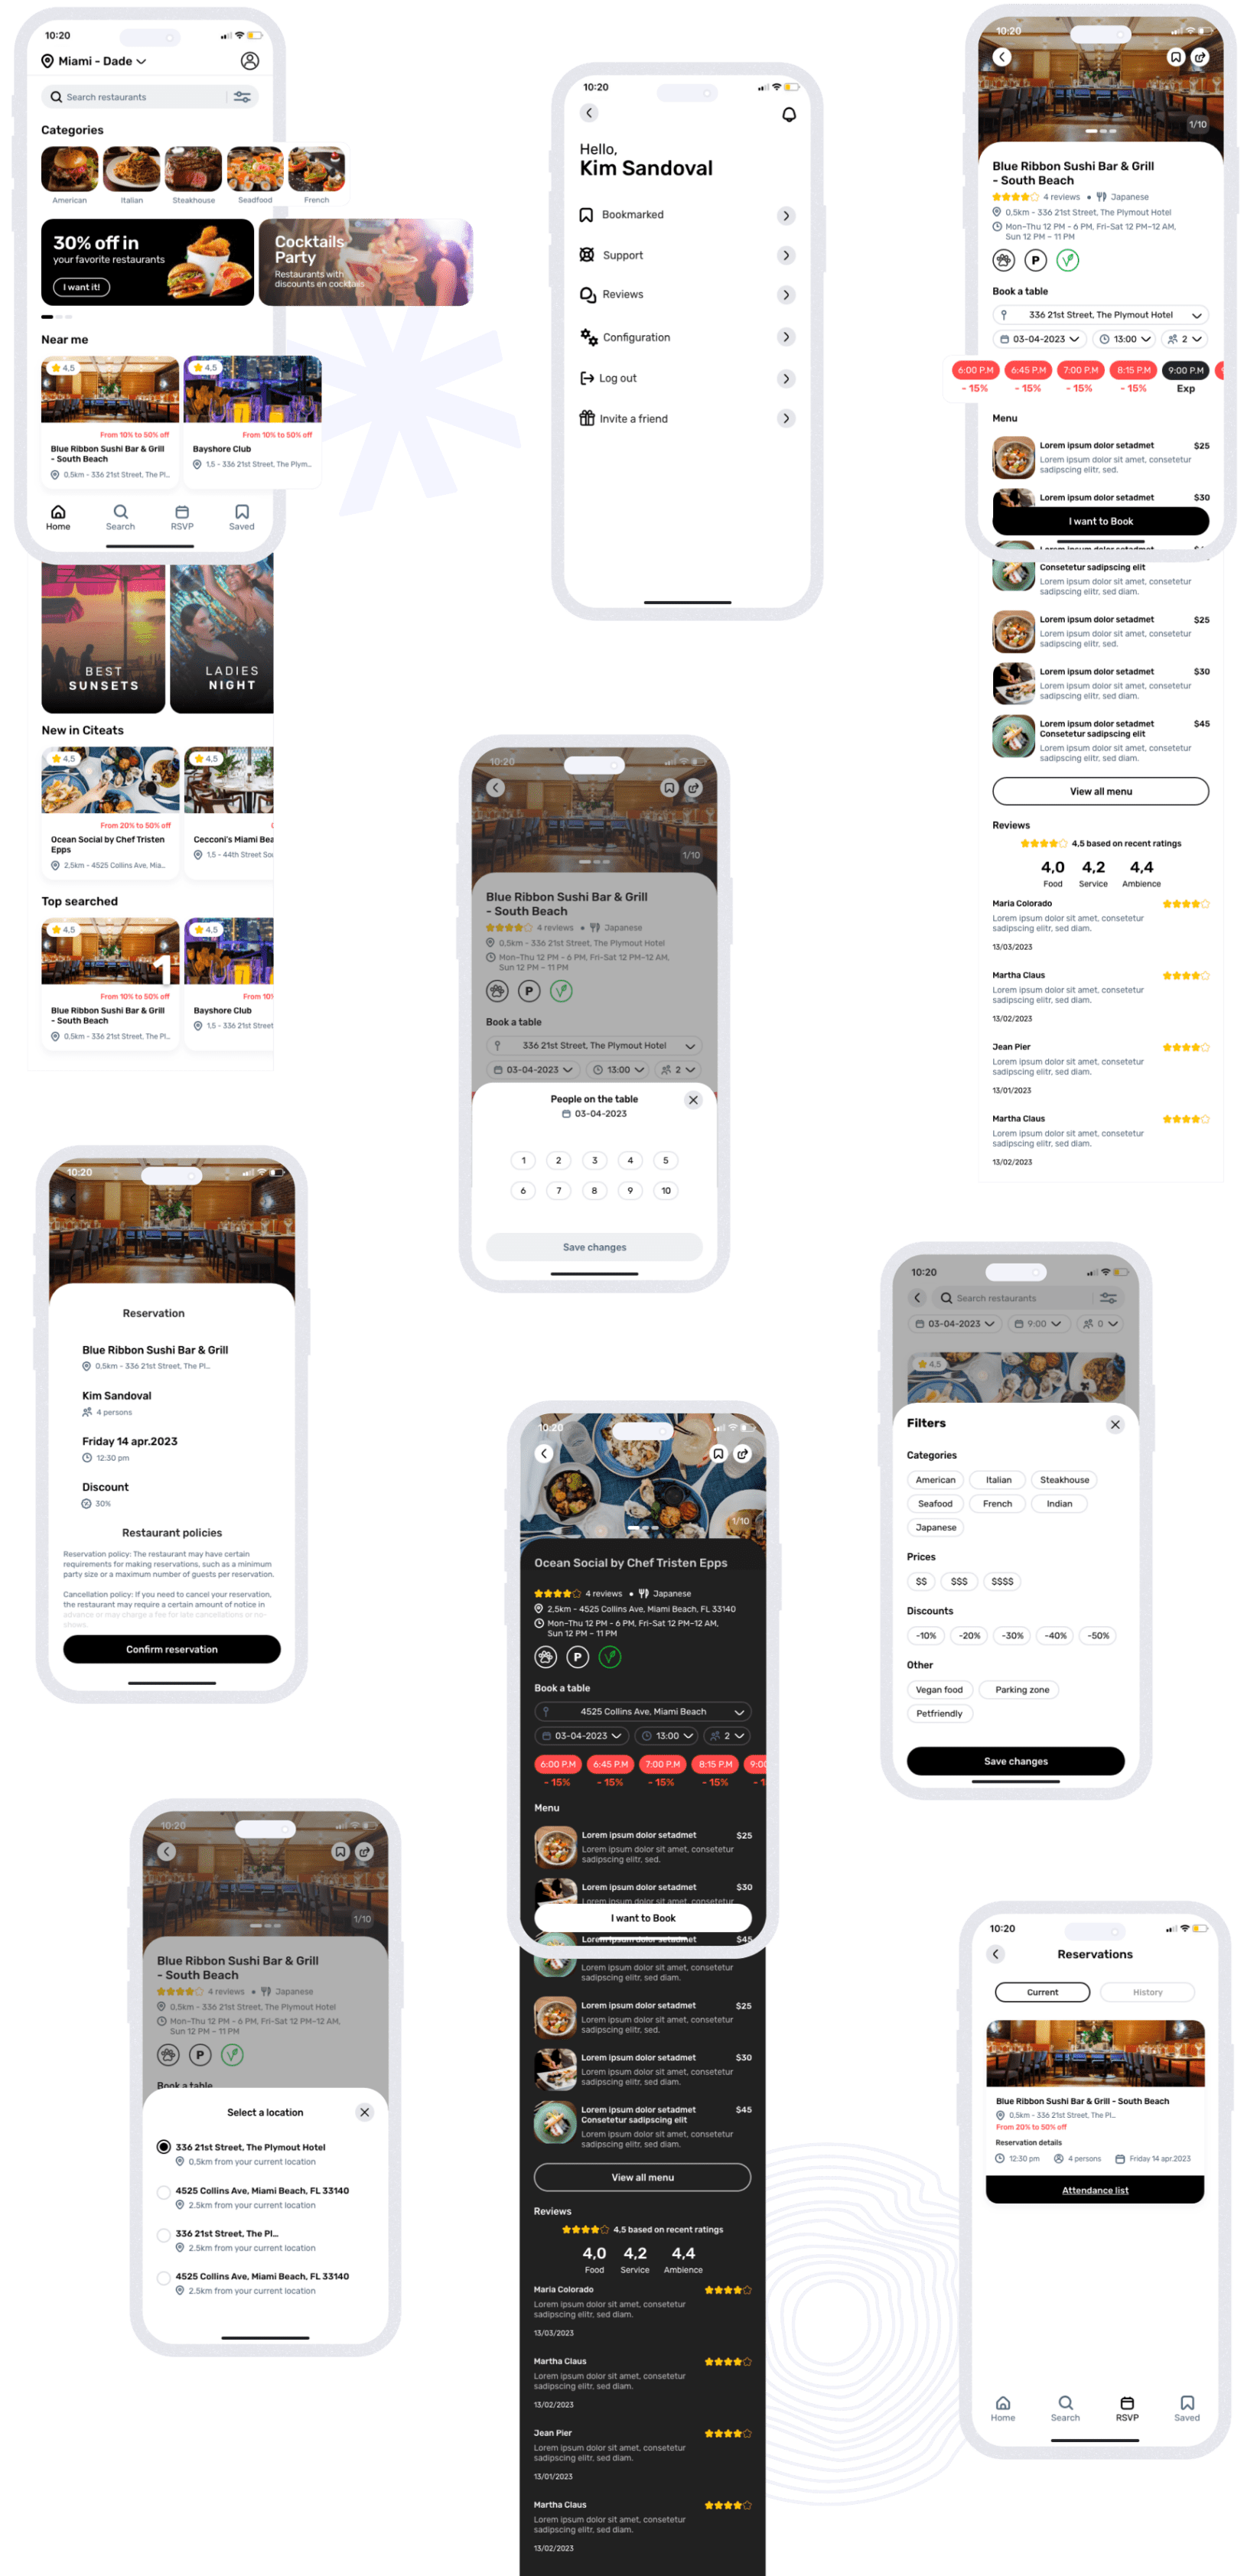 10:20
Miami - Dade
Search restaurants
Categories
American
Italian
Steakhouse
Seadfood
French
30% off in
your favorite restaurants
I want it!
Cocktails
Party
Restaurants with
discounts en cocktails
Near me
4,5
From 10% to 50% off
Blue Ribbon Sushi Bar & Grill
- South Beach
0,5km - 336 21st Street, The Pl...
4,5
From 10% to 50% off
Bayshore Club
1,5 - 336 21st Street, The Plym...
Home
Search
RSVP
Saved
BEST
SUNSETS
LADIES
NIGHT
New in Citeats
4,5
From 20% to 50% off
Ocean Social by Chef Tristen
Epps
2,5km - 4525 Collins Ave, Mia...
4,5
Cecconi's Miami Bea
1,5 - 44th Street Sou
Top searched
4,5
1
From 10% to 50% off
Blue Ribbon Sushi Bar & Grill
- South Beach
0,5km - 336 21st Street, The Pl...
4,5
From 10%
Bayshore Club
1,5 - 336 21st Street
10:20
Hello,
Kim Sandoval
Bookmarked
Support
Reviews
Configuration
Log out
Invite a friend
10:20
1/10
Blue Ribbon Sushi Bar & Grill
- South Beach
4 reviews • Japanese
0,5km - 336 21st Street, The Plymout Hotel
Mon-Thu 12 PM - 6 PM, Fri-Sat 12 PM-12 AM,
Sun 12 PM - 11 PM
P
V
Book a table
336 21st Street, The Plymout Hotel
03-04-2023
13:00
2
6:00 P.M
6:45 P.M
7:00 P.M
8:15 P.M
9:00 P.M
- 15%
- 15%
- 15%
- 15%
Exp
Menu
Lorem ipsum dolor setadmet $25
Lorem ipsum dolor sit amet, consetetur
sadipscing elitr, sed.
Lorem ipsum dolor setadmet $30
I want to Book
Lorem ipsum dolor setadmet
Consetetur sadipscing elit
Lorem ipsum dolor sit amet, consetetur
sadipscing elitr, sed diam.
Lorem ipsum dolor setadmet $25
Lorem ipsum dolor sit amet, consetetur
sadipscing elitr, sed.
Lorem ipsum dolor setadmet $30
Lorem ipsum dolor sit amet, consetetur
sadipscing elitr, sed diam.
Lorem ipsum dolor setadmet $45
Consetetur sadipscing elit
Lorem ipsum dolor sit amet, consetetur
sadipscing elitr, sed diam.
View all menu
Reviews
4,5 based on recent ratings
4,0 4,2 4,4
Food Service Ambience
Maria Colorado
Lorem ipsum dolor sit amet, consetetur
sadipscing elitr, sed diam.
13/03/2023
Martha Claus
Lorem ipsum dolor sit amet, consetetur
sadipscing elitr, sed diam.
13/02/2023
Jean Pier
Lorem ipsum dolor sit amet, consetetur
sadipscing elitr, sed diam.
13/01/2023
Martha Claus
Lorem ipsum dolor sit amet, consetetur
sadipscing elitr, sed diam.
13/02/2023
10:20
1/10
Blue Ribbon Sushi Bar & Grill
- South Beach
4 reviews • Japanese
0,5km - 336 21st Street, The Plymout Hotel
Mon-Thu 12 PM - 6 PM, Fri-Sat 12 PM-12 AM,
Sun 12 PM - 11 PM
P
V
Book a table
336 21st Street, The Plymout Hotel
03-04-2023
13:00
2
People on the table
03-04-2023
1 2 3 4 5
6 7 8 9 10
Save changes
10:20
Reservation
Blue Ribbon Sushi Bar & Grill
0,5km - 336 21st Street, The Pl...
Kim Sandoval
4 persons
Friday 14 apr.2023
12:30 pm
Discount
30%
Restaurant policies
Reservation policy: The restaurant may have certain
requirements for making reservations, such as a minimum
party size or a maximum number of guests per reservation.
Cancellation policy: If you need to cancel your reservation,
the restaurant may require a certain amount of notice in
advance or may charge a fee for late cancellations or no-
shows.
Confirm reservation
10:20
Search restaurants
03-04-2023
9:00
0
4,5
Filters
Categories
American
Italian
Steakhouse
Seafood
French
Indian
Japanese
Prices
$$
$$$
$$$$
Discounts
-10%
-20%
-30%
-40%
-50%
Other
Vegan food
Parking zone
Petfriendly
Save changes
10:20
1/10
Ocean Social by Chef Tristen Epps
4 reviews • Japanese
2,5km - 4525 Collins Ave, Miami Beach, FL 33140
Mon-Thu 12 PM - 6 PM, Fri-Sat 12 PM-12 AM,
Sun 12 PM - 11 PM
P
V
Book a table
4525 Collins Ave, Miami Beach
03-04-2023
13:00
2
6:00 P.M
6:45 P.M
7:00 P.M
8:15 P.M
9:00
- 15%
- 15%
- 15%
- 15%
- 1
Menu
Lorem ipsum dolor setadmet $25
Lorem ipsum dolor sit amet, consetetur
sadipscing elitr, sed.
Lorem ipsum dolor setadmet $30
Lorem ipsum dolor sit amet, consetetur
I want to Book
Lorem ipsum dolor setadmet $45
Lorem ipsum dolor sit amet, consetetur
sadipscing elitr, sed diam.
Lorem ipsum dolor setadmet $25
Lorem ipsum dolor sit amet, consetetur
sadipscing elitr, sed.
Lorem ipsum dolor setadmet $30
Lorem ipsum dolor sit amet, consetetur
sadipscing elitr, sed diam.
Lorem ipsum dolor setadmet $45
Consetetur sadipscing elit
Lorem ipsum dolor sit amet, consetetur
sadipscing elitr, sed diam.
View all menu
Reviews
4,5 based on recent ratings
4,0 4,2 4,4
Food Service Ambience
Maria Colorado
Lorem ipsum dolor sit amet, consetetur
sadipscing elitr, sed diam.
13/03/2023
Martha Claus
Lorem ipsum dolor sit amet, consetetur
sadipscing elitr, sed diam.
13/02/2023
Jean Pier
Lorem ipsum dolor sit amet, consetetur
sadipscing elitr, sed diam.
13/01/2023
Martha Claus
Lorem ipsum dolor sit amet, consetetur
sadipscing elitr, sed diam.
13/02/2023
10:20
1/10
Blue Ribbon Sushi Bar & Grill
- South Beach
4 reviews • Japanese
0,5km - 336 21st Street, The Plymout Hotel
Mon-Thu 12 PM - 6 PM, Fri-Sat 12 PM-12 AM,
Sun 12 PM - 11 PM
P
V
Book a table
Select a location
336 21st Street, The Plymout Hotel
0,5km from your current location
4525 Collins Ave, Miami Beach, FL 33140
2.5km from your current location
336 21st Street, The Pl...
2.5km from your current location
4525 Collins Ave, Miami Beach, FL 33140
2.5km from your current location
10:20
Reservations
Current
History
Blue Ribbon Sushi Bar & Grill - South Beach
0,5km - 336 21st Street, The Pl...
From 20% to 50% off
Reservation details
12:30 pm
4 persons
Friday 14 apr.2023
Attendance list
Home
Search
RSVP
Saved